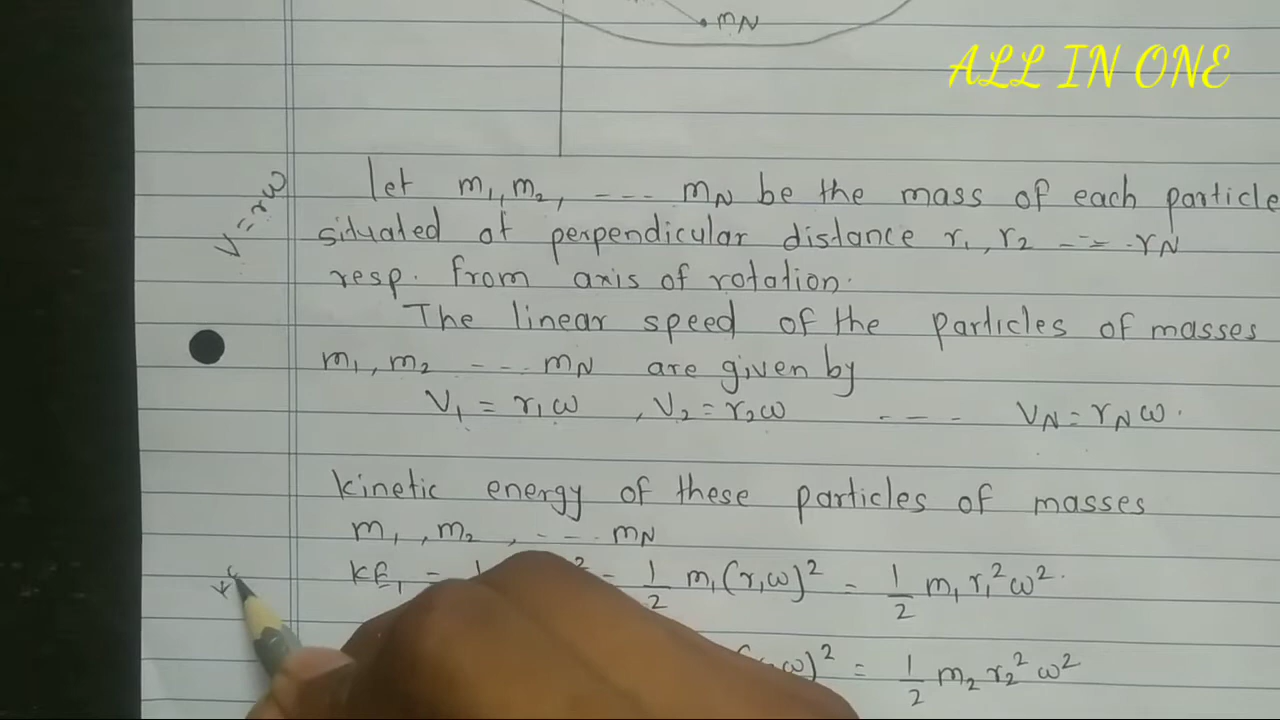 mN
ALL IN ONE
V = rω
let m₁, m₂, ---- mN be the mass of each particle
situated at perpendicular distance r₁, r₂ --- rN
resp. from axis of rotation.
The linear speed of the particles of masses
m₁, m₂ --- mN are given by
V₁ = r₁ω , V₂ = r₂ω --- VN = rNω.
kinetic energy of these particles of masses
m₁, m₂, --- mN
KE₁ = 1/2 m₁(r₁ω)² = 1/2 m₁r₁²ω².
ω)² = 1/2 m₂r₂²ω²